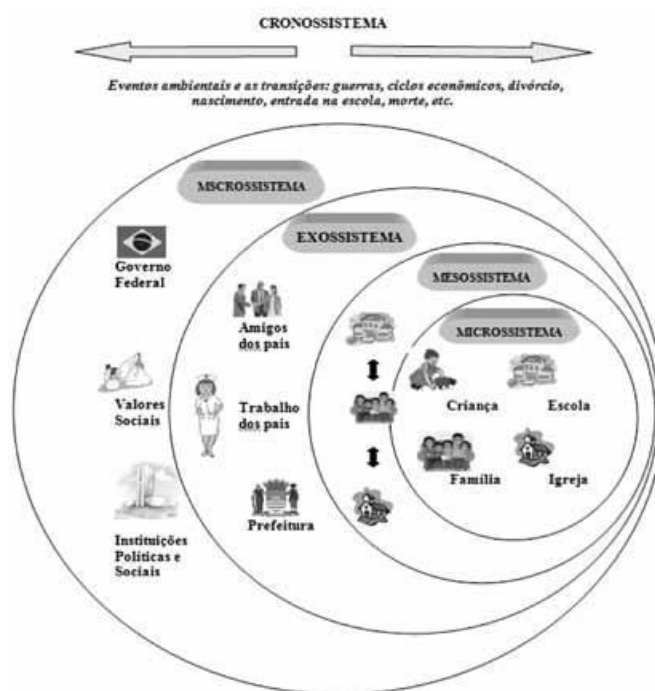 CRONOSSISTEMA
Eventos ambientais e as transições: guerras, ciclos econômicos, divórcio,
nascimento, entrada na escola, morte, etc.
MSCROSSISTEMA
EXOSSISTEMA
MESOSSISTEMA
MICROSSISTEMA
Governo
Federal
Amigos
dos pais
Criança
Escola
Valores
Sociais
Trabalho
dos pais
Família
Igreja
Prefeitura
Instituições
Políticas e
Sociais